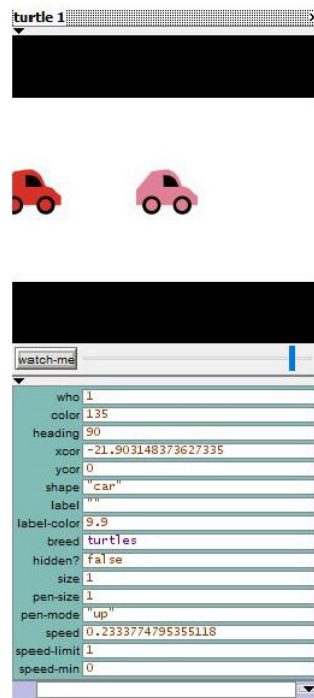 turtle 1
watch-me
who 1
color 135
heading 90
xcor -21.903148373627335
ycor 0
shape "car"
label ""
label-color 9.9
breed turtles
hidden? false
size 1
pen-size 1
pen-mode "up"
speed 0.2333774795355118
speed-limit 1
speed-min 0